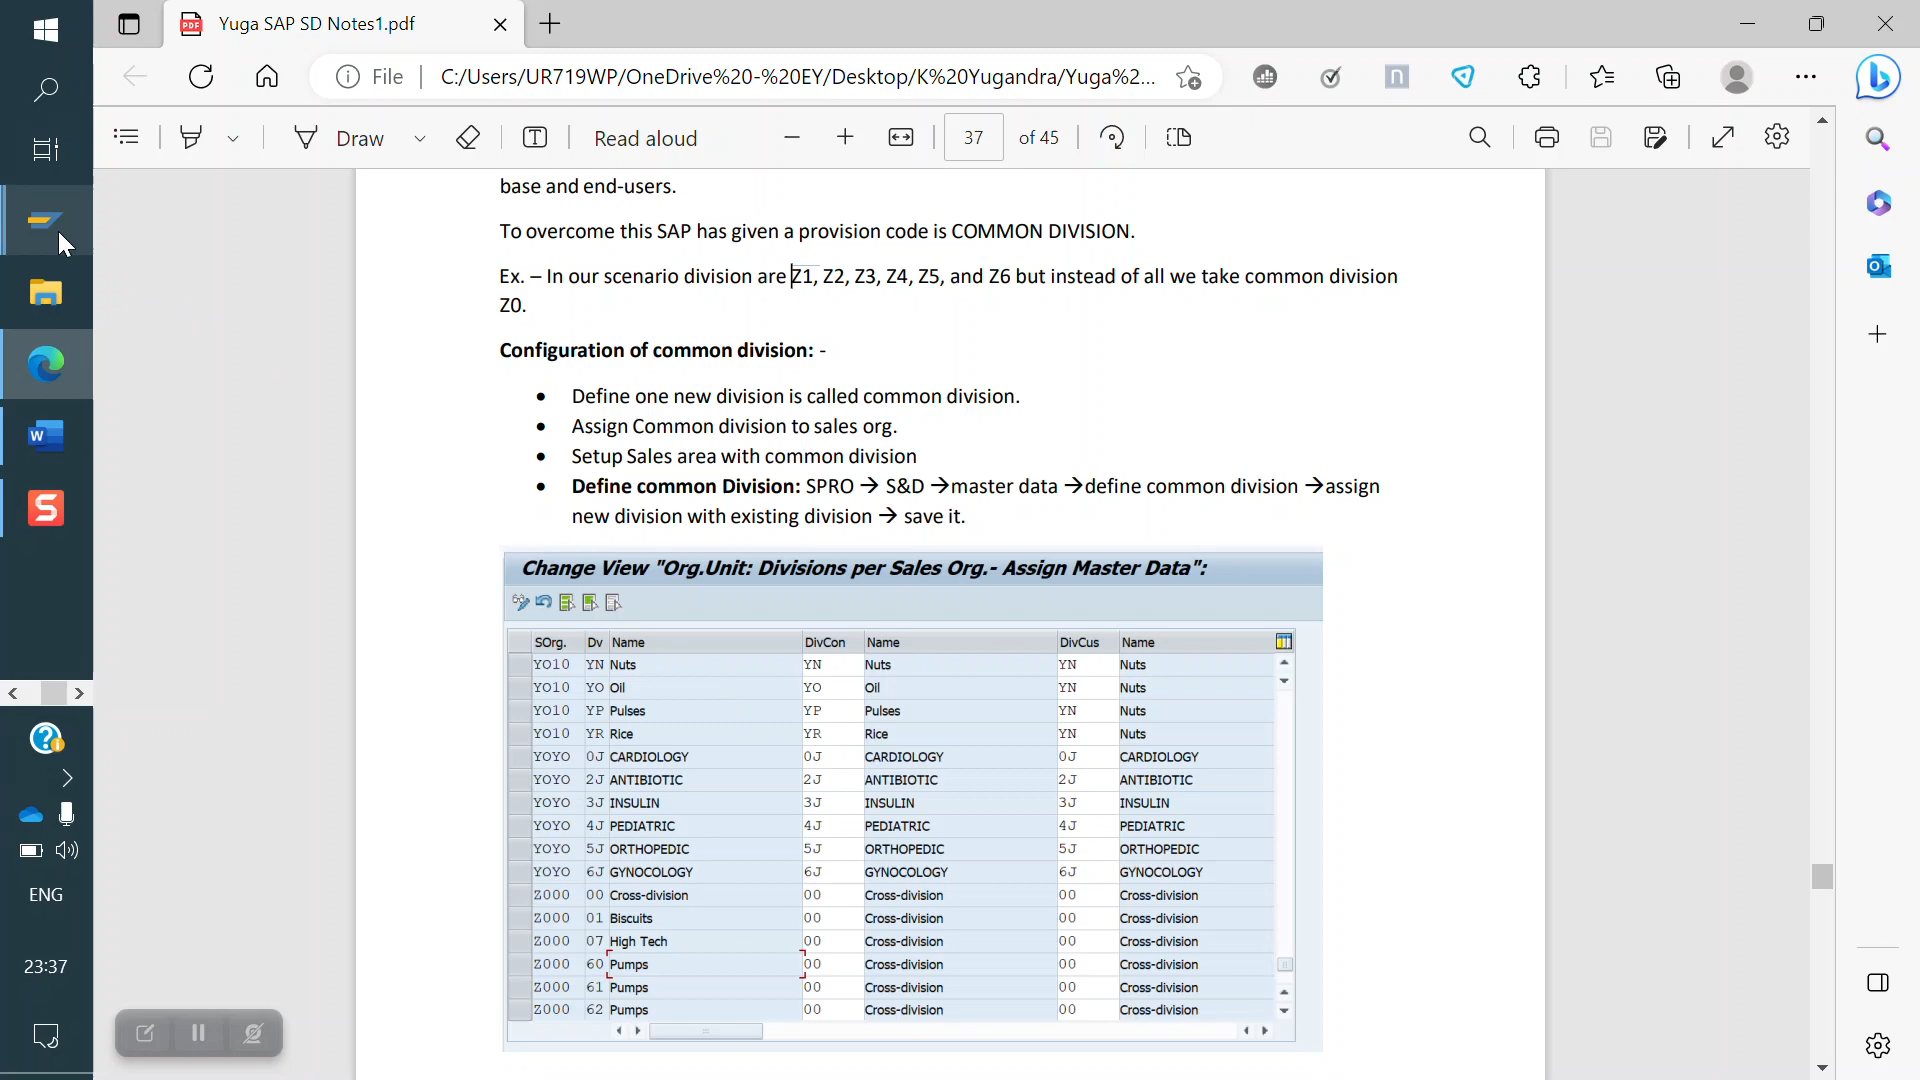 Yuga SAP SD Notes1.pdf
File C:/Users/UR719WP/OneDrive%20-%20EY/Desktop/K%20Yugandra/Yuga%2...
Draw Read aloud 37 of 45
base and end-users.
To overcome this SAP has given a provision code is COMMON DIVISION.
Ex. – In our scenario division are Z1, Z2, Z3, Z4, Z5, and Z6 but instead of all we take common division
Z0.
Configuration of common division: -
• Define one new division is called common division.
• Assign Common division to sales org.
• Setup Sales area with common division
• Define common Division: SPRO → S&D →master data →define common division →assign
new division with existing division → save it.
Change View "Org.Unit: Divisions per Sales Org.- Assign Master Data":
SOrg. Dv Name DivCon Name DivCus Name
YO10 YN Nuts YN Nuts YN Nuts
YO10 YO Oil YO Oil YN Nuts
YO10 YP Pulses YP Pulses YN Nuts
YO10 YR Rice YR Rice YN Nuts
YOYO 0J CARDIOLOGY 0J CARDIOLOGY 0J CARDIOLOGY
YOYO 2J ANTIBIOTIC 2J ANTIBIOTIC 2J ANTIBIOTIC
YOYO 3J INSULIN 3J INSULIN 3J INSULIN
YOYO 4J PEDIATRIC 4J PEDIATRIC 4J PEDIATRIC
YOYO 5J ORTHOPEDIC 5J ORTHOPEDIC 5J ORTHOPEDIC
YOYO 6J GYNOCOLOGY 6J GYNOCOLOGY 6J GYNOCOLOGY
Z000 00 Cross-division 00 Cross-division 00 Cross-division
Z000 01 Biscuits 00 Cross-division 00 Cross-division
Z000 07 High Tech 00 Cross-division 00 Cross-division
Z000 60 Pumps 00 Cross-division 00 Cross-division
Z000 61 Pumps 00 Cross-division 00 Cross-division
Z000 62 Pumps 00 Cross-division 00 Cross-division
ENG
23:37